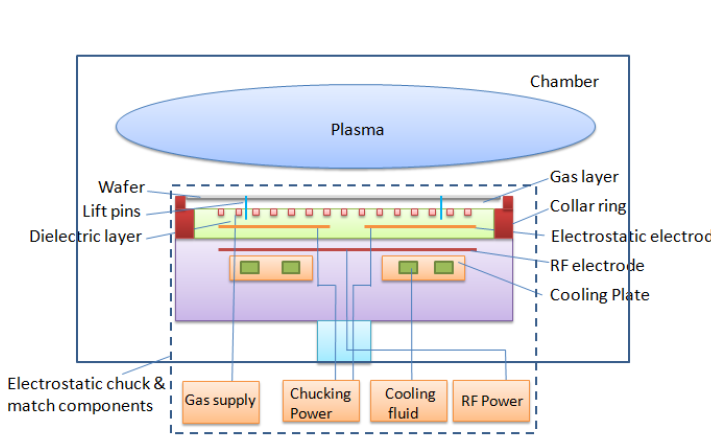 Chamber
Plasma
Wafer
Gas layer
Lift pins
Collar ring
Dielectric layer
Electrostatic electrod
RF electrode
Cooling Plate
Electrostatic chuck &
match components
Gas supply
Chucking
Power
Cooling
fluid
RF Power